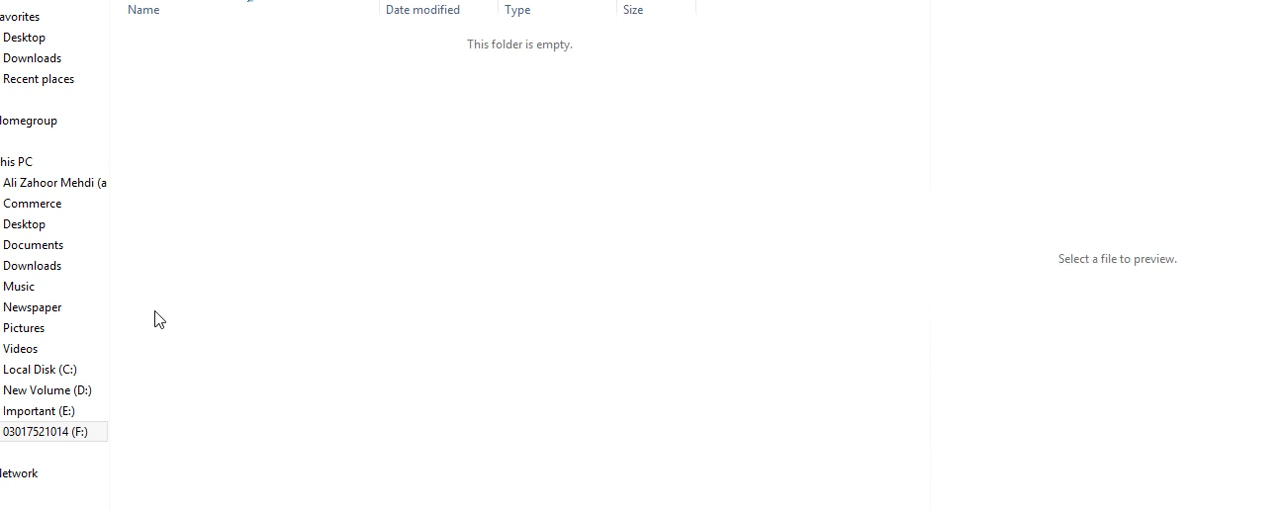 avorites
Desktop
Downloads
Recent places
omegroup
his PC
Ali Zahoor Mehdi (a
Commerce
Desktop
Documents
Downloads
Music
Newspaper
Pictures
Videos
Local Disk (C:)
New Volume (D:)
Important (E:)
03017521014 (F:)
etwork
Name Date modified Type Size
This folder is empty.
Select a file to preview.